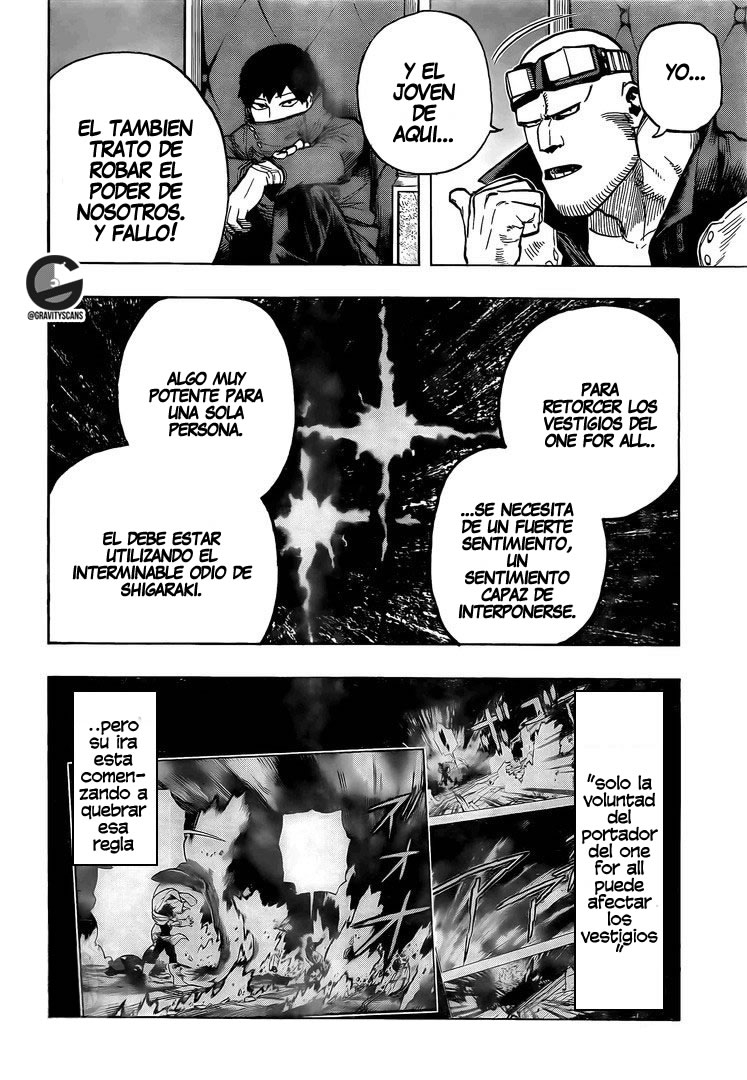 YO...
Y EL
JOVEN
DE
AQUI...
EL TAMBIEN
TRATO DE
ROBAR EL
PODER DE
NOSOTROS.
Y FALLO!
@GRAVITYSCANS
PARA
RETORCER LOS
VESTIGIOS DEL
ONE FOR ALL..
...SE NECESITA
DE UN FUERTE
SENTIMIENTO,
UN
SENTIMIENTO
CAPAZ DE
INTERPONERSE.
ALGO MUY
POTENTE PARA
UNA SOLA
PERSONA.
EL DEBE ESTAR
UTILIZANDO EL
INTERMINABLE ODIO DE
SHIGARAKI.
"solo la
voluntad
del
portador
del one
for all
puede
afectar
los
vestigios
"
..pero
su ira
esta
comen-
zando a
quebrar
esa
regla